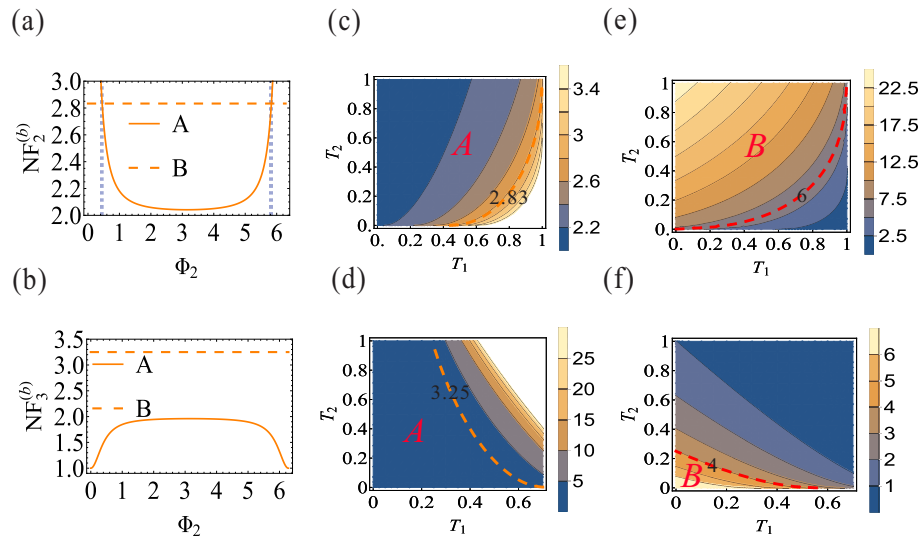 (a)
NF₂⁽ᵇ⁾
3.0
2.8
2.6
2.4
2.2
2.0
A
B
0 1 2 3 4 5 6
Φ₂
(c)
T₂
1
0.8
0.6
0.4
0.2
0
A
2.83
0 0.2 0.4 0.6 0.8 1
T₁
3.4
3
2.6
2.2
(e)
T₂
1
0.8
0.6
0.4
0.2
0
B
6
0 0.2 0.4 0.6 0.8 1
T₁
22.5
17.5
12.5
7.5
2.5
(b)
NF₃⁽ᵇ⁾
3.5
3.0
2.5
2.0
1.5
1.0
A
B
0 1 2 3 4 5 6
Φ₂
(d)
T₂
1
0.8
0.6
0.4
0.2
0
A
3.25
0 0.2 0.4 0.6
T₁
25
20
15
10
5
(f)
T₂
1
0.8
0.6
0.4
0.2
0
B
4
0 0.2 0.4 0.6
T₁
6
5
4
3
2
1